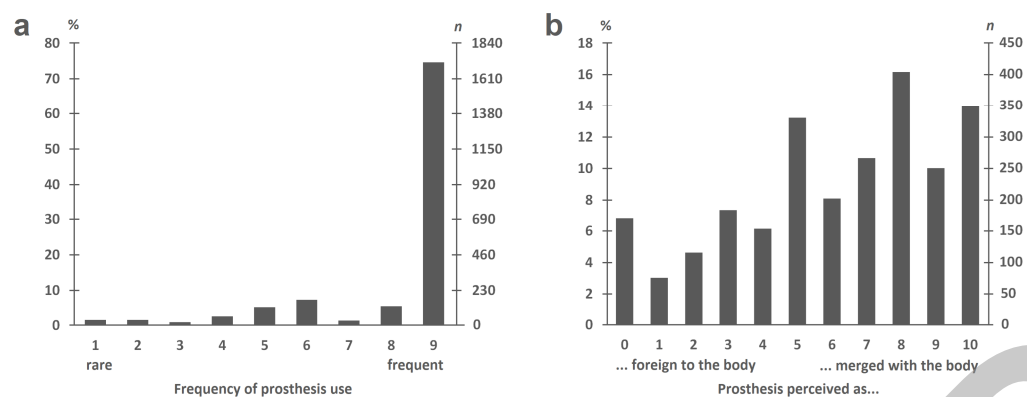 a
% n
80 1840
70 1610
60 1380
50 1150
40 920
30 690
20 460
10 230
0 0
1 2 3 4 5 6 7 8 9
rare frequent
Frequency of prosthesis use
b
% n
18 450
16 400
14 350
12 300
10 250
8 200
6 150
4 100
2 50
0 0
0 1 2 3 4 5 6 7 8 9 10
... foreign to the body ... merged with the body
Prosthesis perceived as...